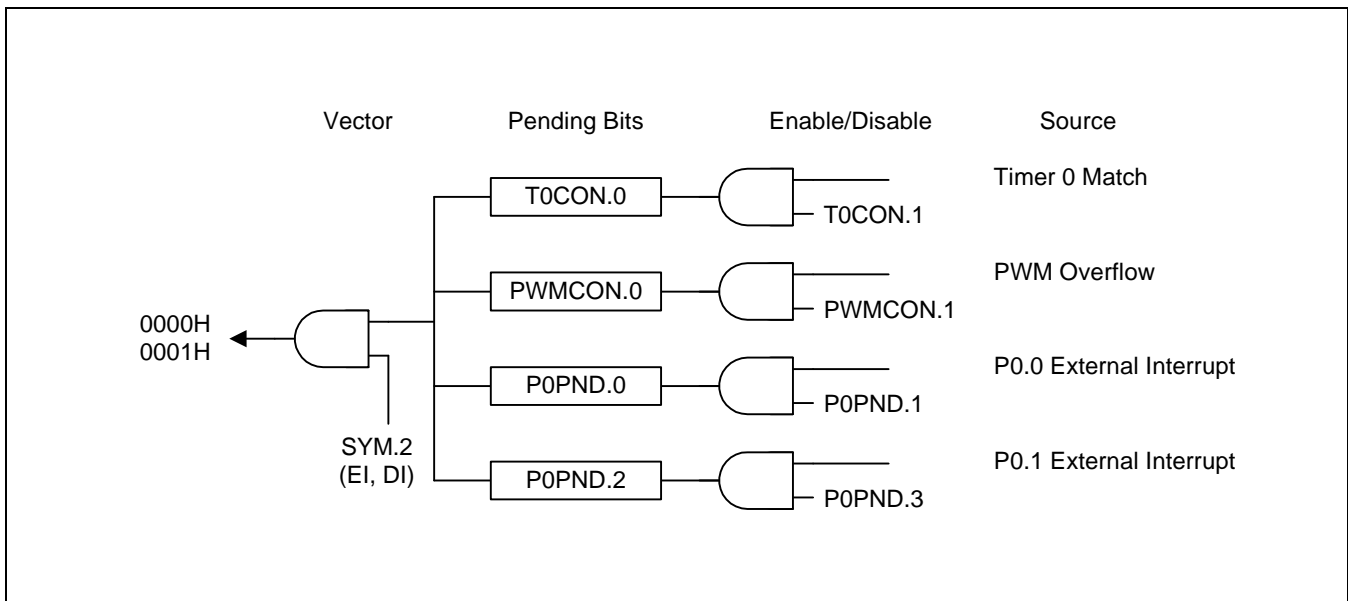 Vector Pending Bits Enable/Disable Source
T0CON.0
Timer 0 Match
T0CON.1
PWMCON.0
PWM Overflow
PWMCON.1
0000H
0001H
P0PND.0
P0.0 External Interrupt
P0PND.1
SYM.2
(EI, DI)
P0PND.2
P0.1 External Interrupt
P0PND.3